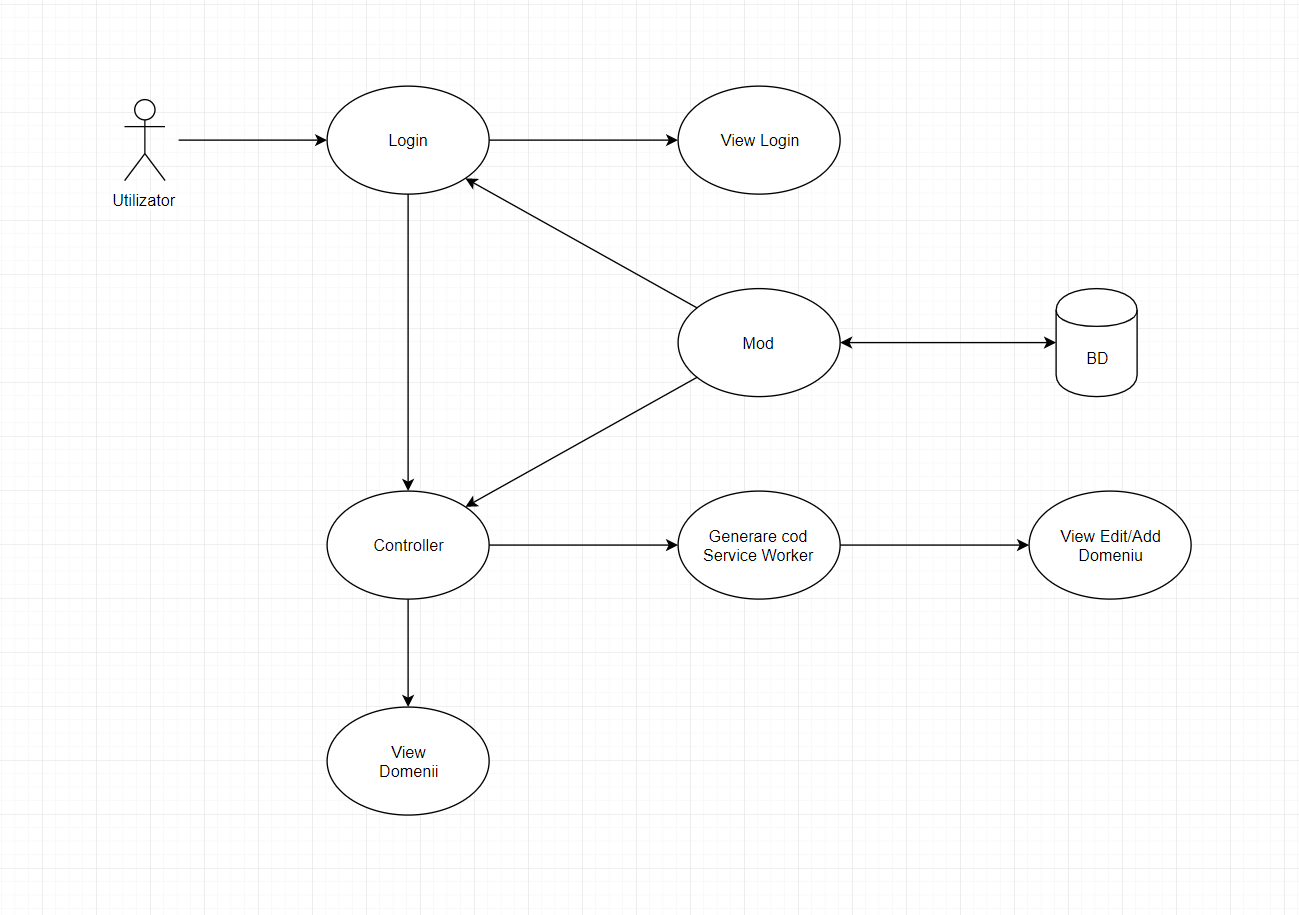 Login
View Login
Utilizator
Mod
BD
Controller
Generare cod
Service Worker
View Edit/Add
Domeniu
View
Domenii